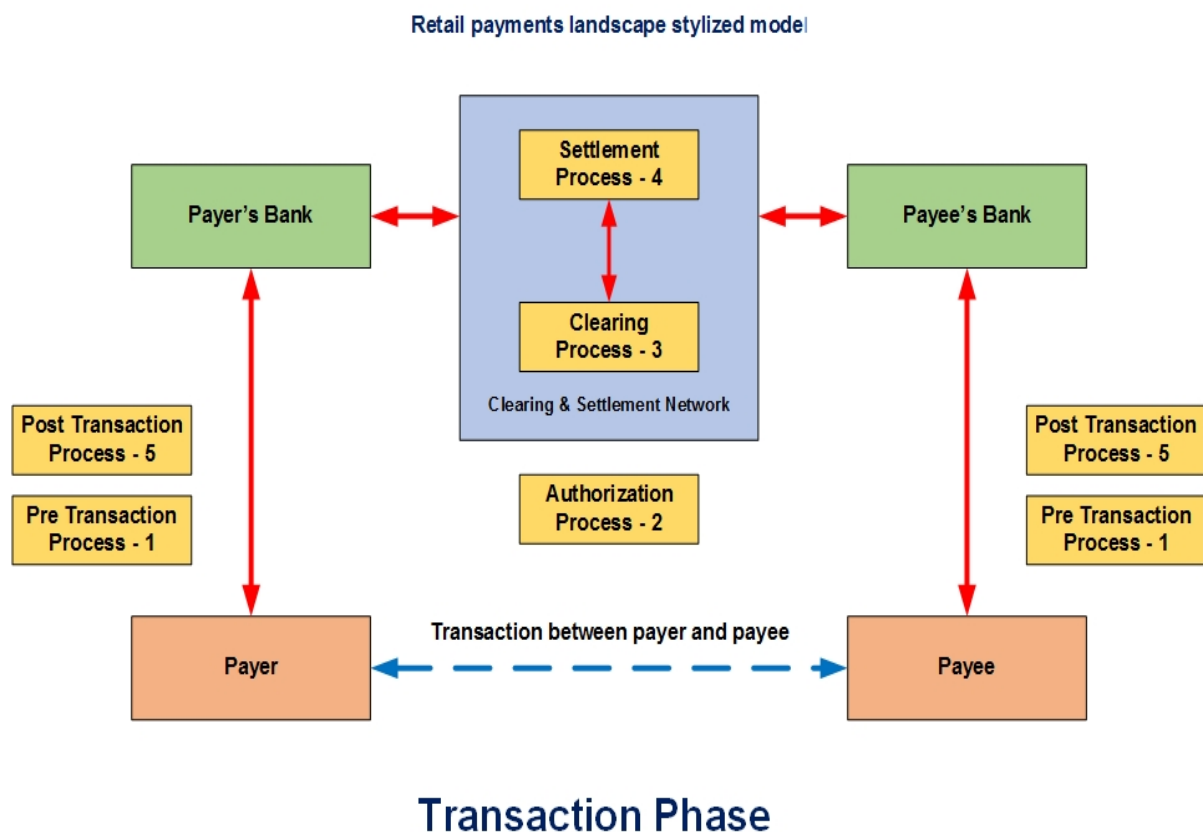 Retail payments landscape stylized model
Settlement
Process - 4
Payer's Bank
Payee's Bank
Clearing
Process - 3
Clearing & Settlement Network
Post Transaction
Process - 5
Post Transaction
Process - 5
Authorization
Process - 2
Pre Transaction
Process - 1
Pre Transaction
Process - 1
Transaction between payer and payee
Payer
Payee
Transaction Phase